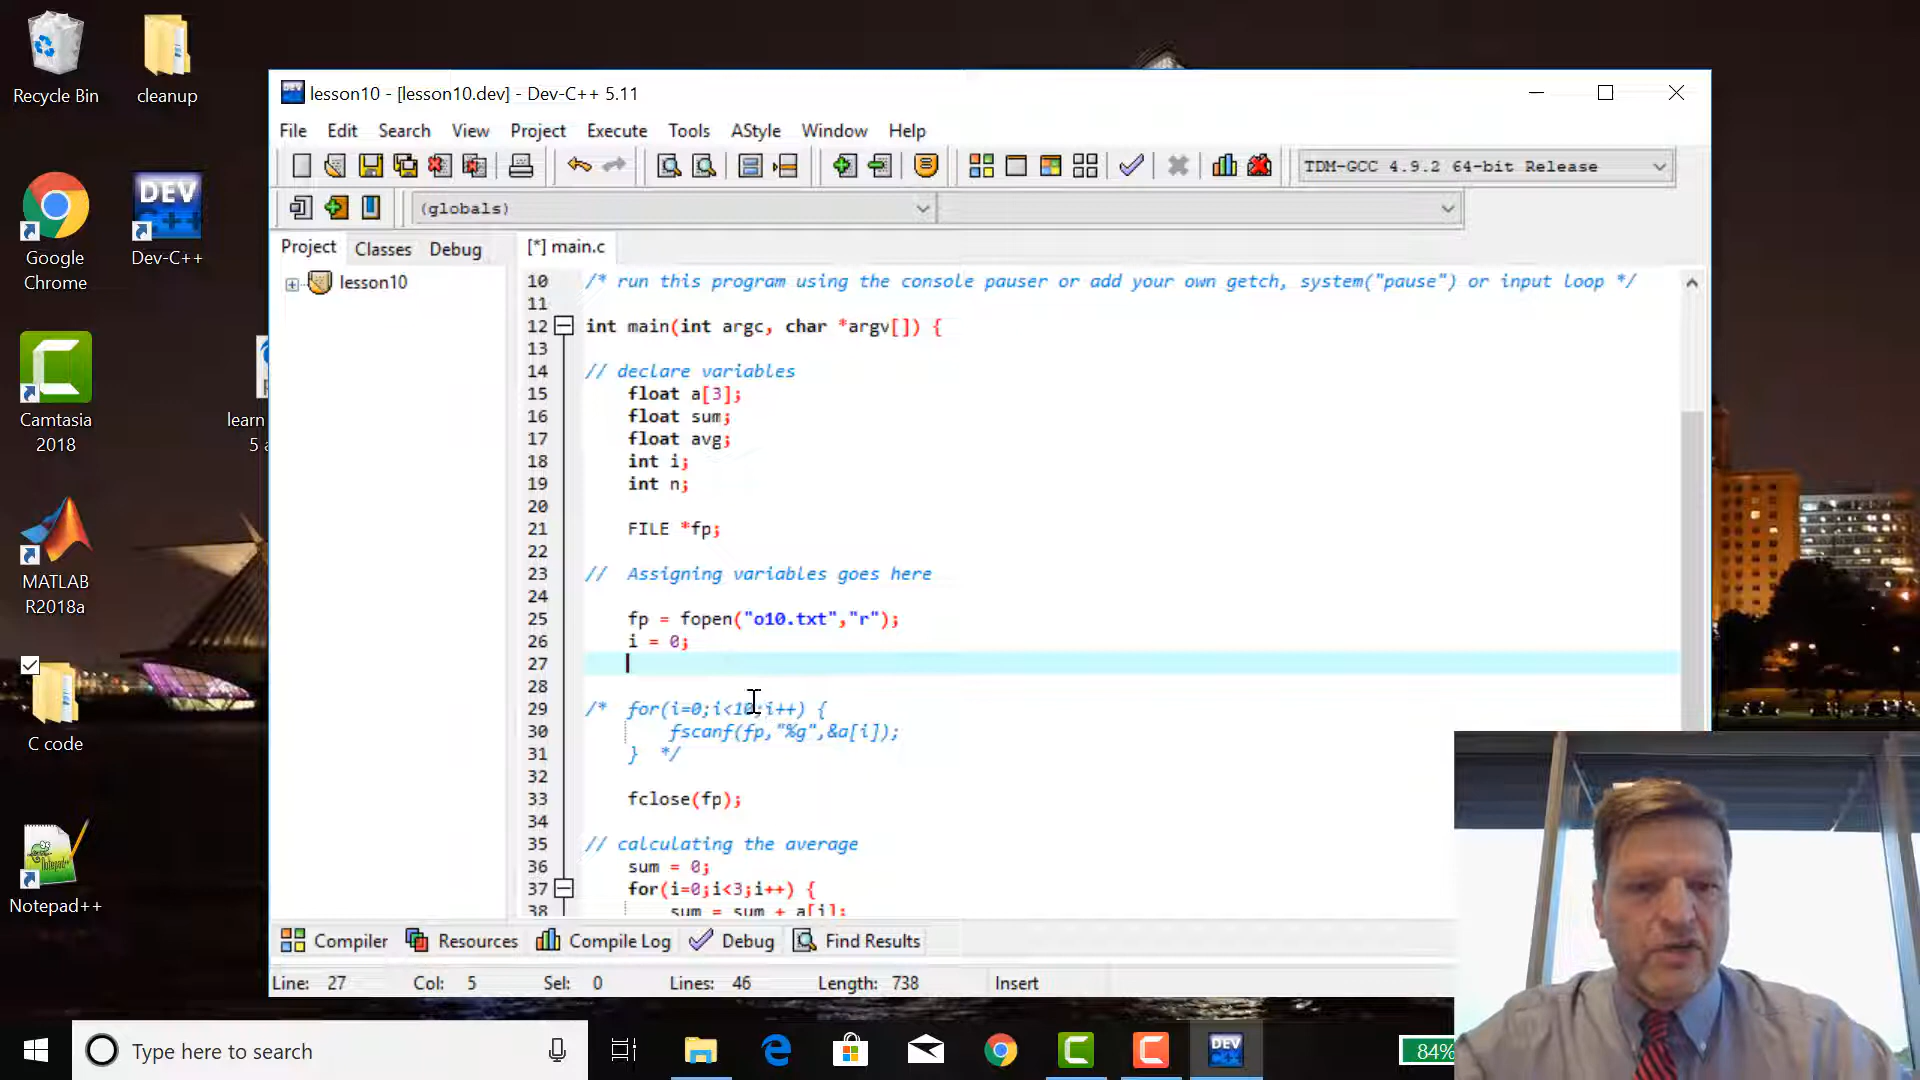 Recycle Bin
cleanup
Google Chrome
DEV C++
Dev-C++
Camtasia 2018
learn
5 a
MATLAB R2018a
C code
Notepad++
lesson10 - [lesson10.dev] - Dev-C++ 5.11
File Edit Search View Project Execute Tools AStyle Window Help
TDM-GCC 4.9.2 64-bit Release
(globals)
Project Classes Debug
[*] main.c
lesson10
10 /* run this program using the console pauser or add your own getch, system("pause") or input loop */
11
12 int main(int argc, char *argv[]) {
13
14 // declare variables
15 float a[3];
16 float sum;
17 float avg;
18 int i;
19 int n;
20
21 FILE *fp;
22
23 // Assigning variables goes here
24
25 fp = fopen("o10.txt","r");
26 i = 0;
27
28
29 /* for(i=0;i<10;i++) {
30 fscanf(fp,"%g",&a[i]);
31 } */
32
33 fclose(fp);
34
35 // calculating the average
36 sum = 0;
37 for(i=0;i<3;i++) {
38 sum = sum + a[i];
Compiler Resources Compile Log Debug Find Results
Line: 27 Col: 5 Sel: 0 Lines: 46 Length: 738 Insert
Type here to search
DEV
84%